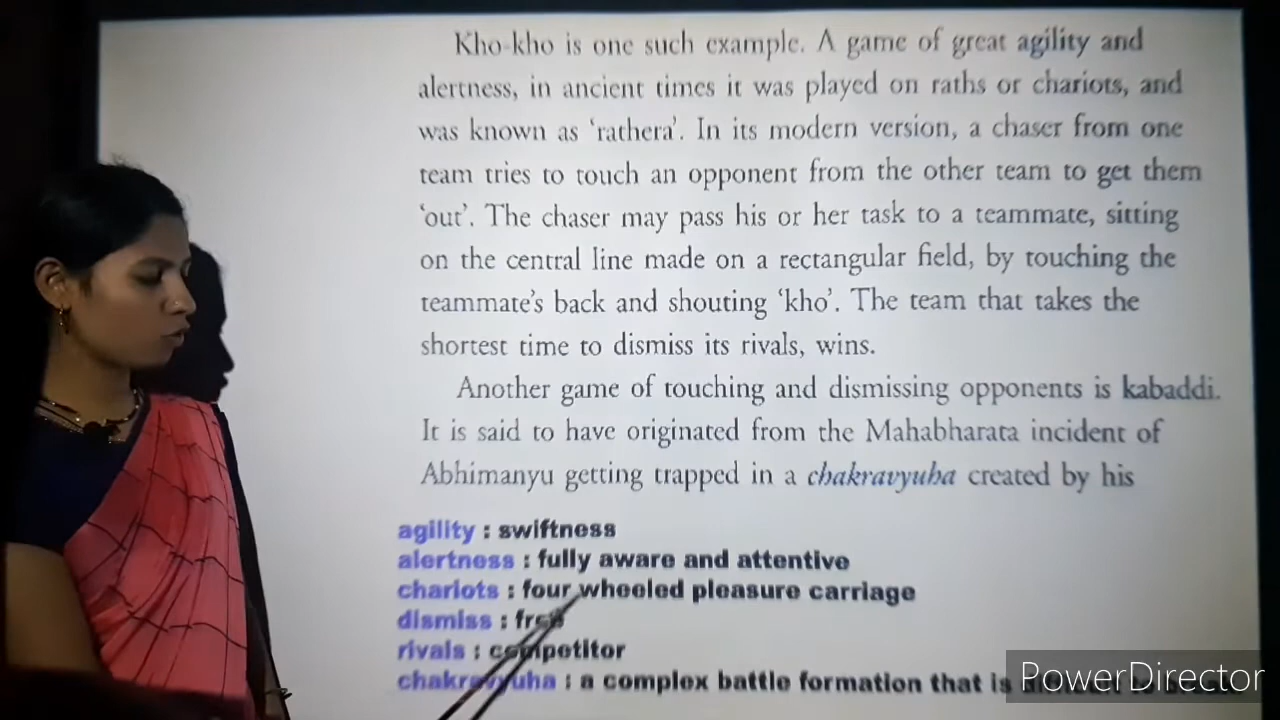 Kho-kho is one such example. A game of great agility and
alertness, in ancient times it was played on raths or chariots, and
was known as ‘rathera’. In its modern version, a chaser from one
team tries to touch an opponent from the other team to get them
‘out’. The chaser may pass his or her task to a teammate, sitting
on the central line made on a rectangular field, by touching the
teammate’s back and shouting ‘kho’. The team that takes the
shortest time to dismiss its rivals, wins.
Another game of touching and dismissing opponents is kabaddi.
It is said to have originated from the Mahabharata incident of
Abhimanyu getting trapped in a chakravyuha created by his
agility : swiftness
alertness : fully aware and attentive
chariots : four wheeled pleasure carriage
dismiss : free
rivals : competitor
chakravyuha : a complex battle formation that is
PowerDirector